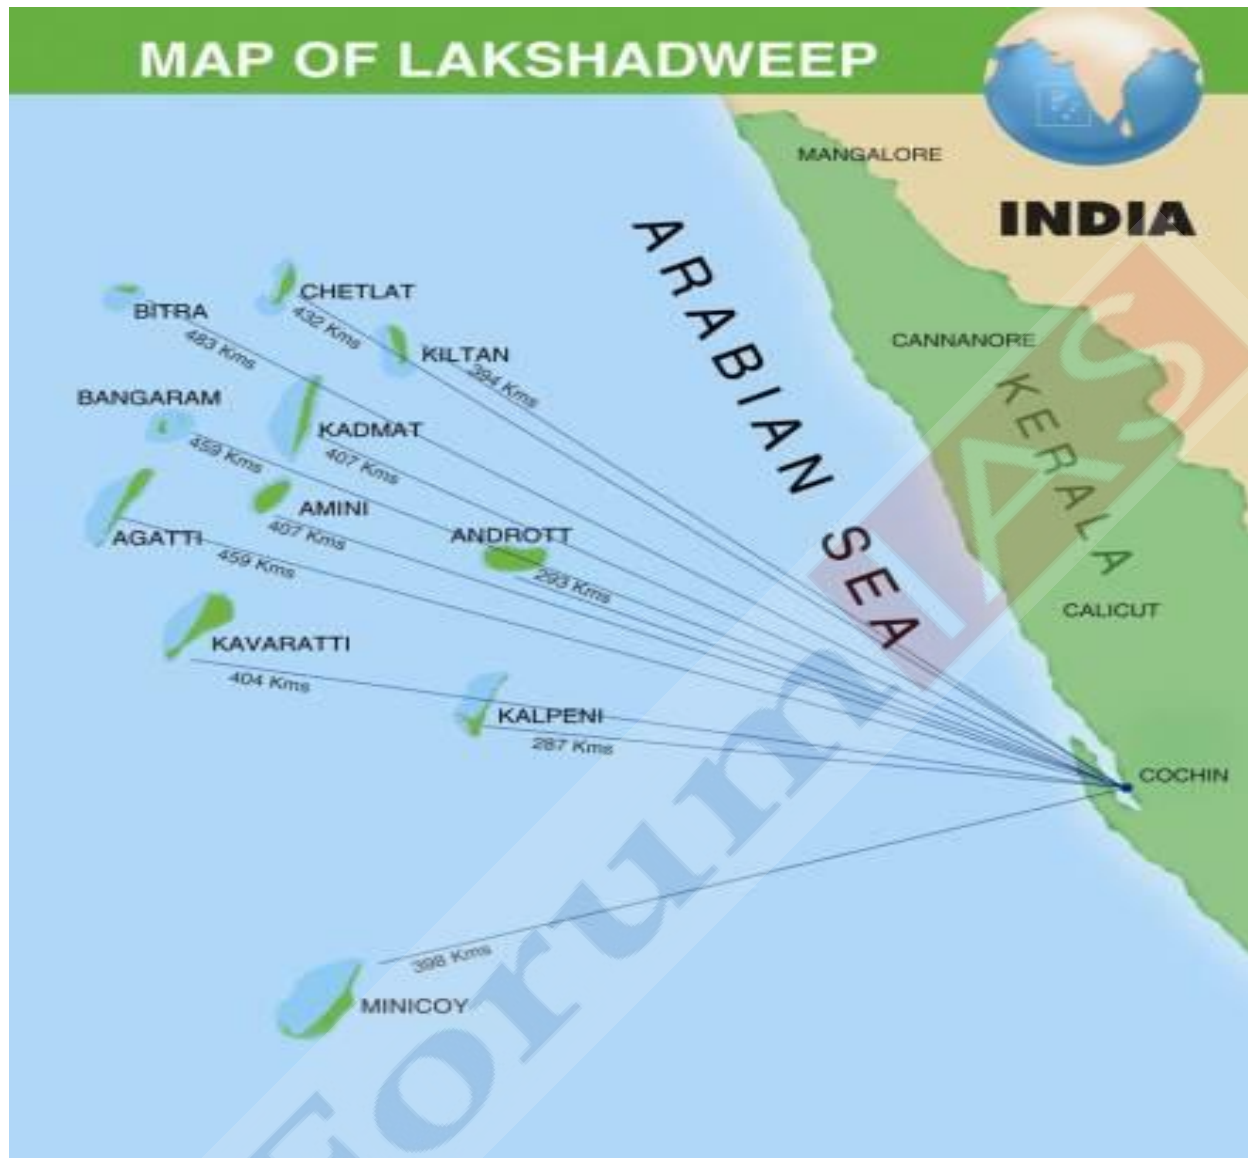 MAP OF LAKSHADWEEP
MANGALORE
INDIA
ARABIAN SEA
CHETLAT
432 Kms
BITRA
483 Kms
KILTAN
394 Kms
CANNANORE
KERALA
BANGARAM
459 Kms
KADMAT
407 Kms
AMINI
407 Kms
ANDROTT
293 Kms
AGATTI
459 Kms
CALICUT
KAVARATTI
404 Kms
KALPENI
287 Kms
COCHIN
398 Kms
MINICOY
Forum IAS